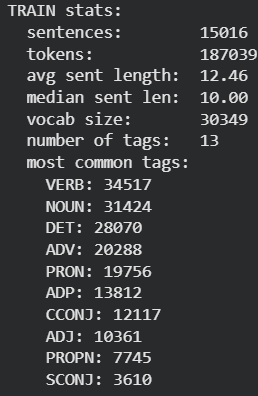 TRAIN stats:
sentences: 15016
tokens: 187039
avg sent length: 12.46
median sent len: 10.00
vocab size: 30349
number of tags: 13
most common tags:
VERB: 34517
NOUN: 31424
DET: 28070
ADV: 20288
PRON: 19756
ADP: 13812
CCONJ: 12117
ADJ: 10361
PROPN: 7745
SCONJ: 3610